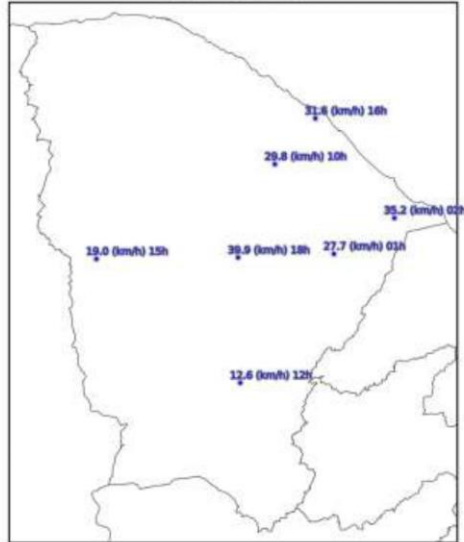 31.6 (km/h) 16h
29.8 (km/h) 10h
35.2 (km/h) 02h
27.7 (km/h) 01h
39.9 (km/h) 18h
19.0 (km/h) 15h
12.6 (km/h) 12h